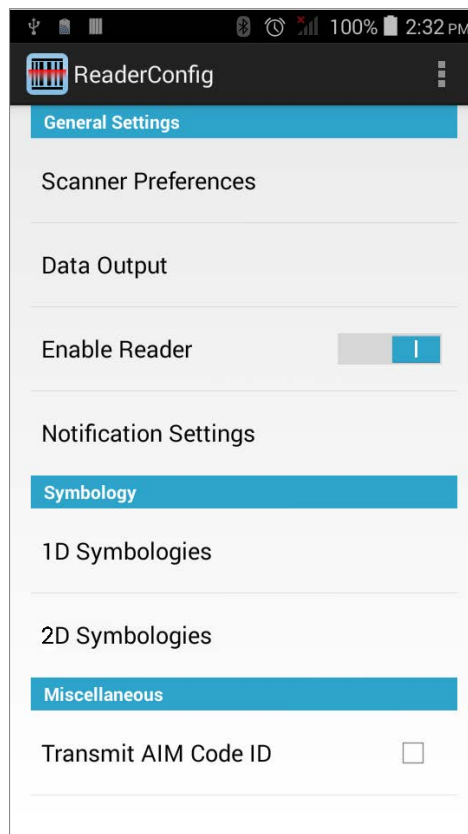 100% 2:32 PM
ReaderConfig
General Settings
Scanner Preferences
Data Output
Enable Reader
Notification Settings
Symbology
1D Symbologies
2D Symbologies
Miscellaneous
Transmit AIM Code ID